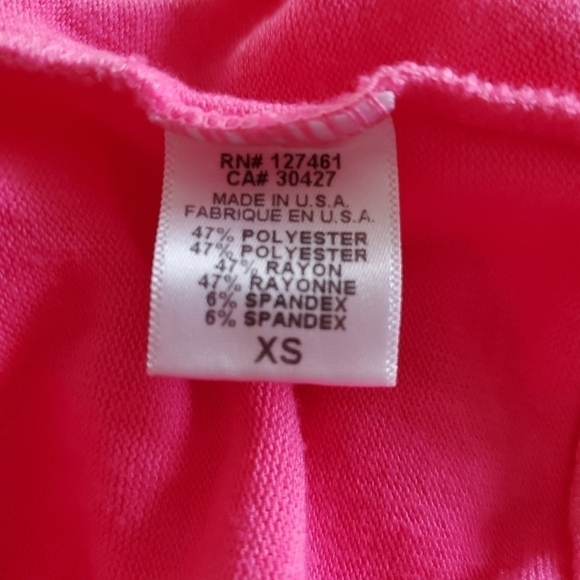 RN# 127461
CA# 30427
MADE IN U.S.A.
FABRIQUE EN U.S.A.
47% POLYESTER
47% POLYESTER
47% RAYON
47% RAYONNE
6% SPANDEX
6% SPANDEX
XS